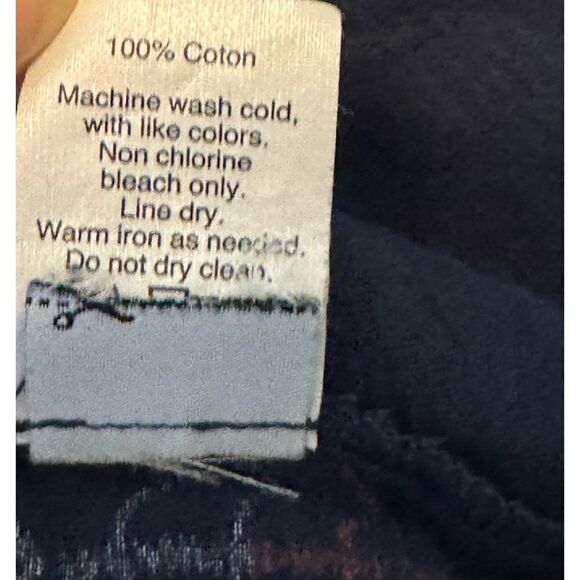 100% Coton
Machine wash cold,
with like colors.
Non chlorine
bleach only.
Line dry.
Warm iron as needed.
Do not dry clean.